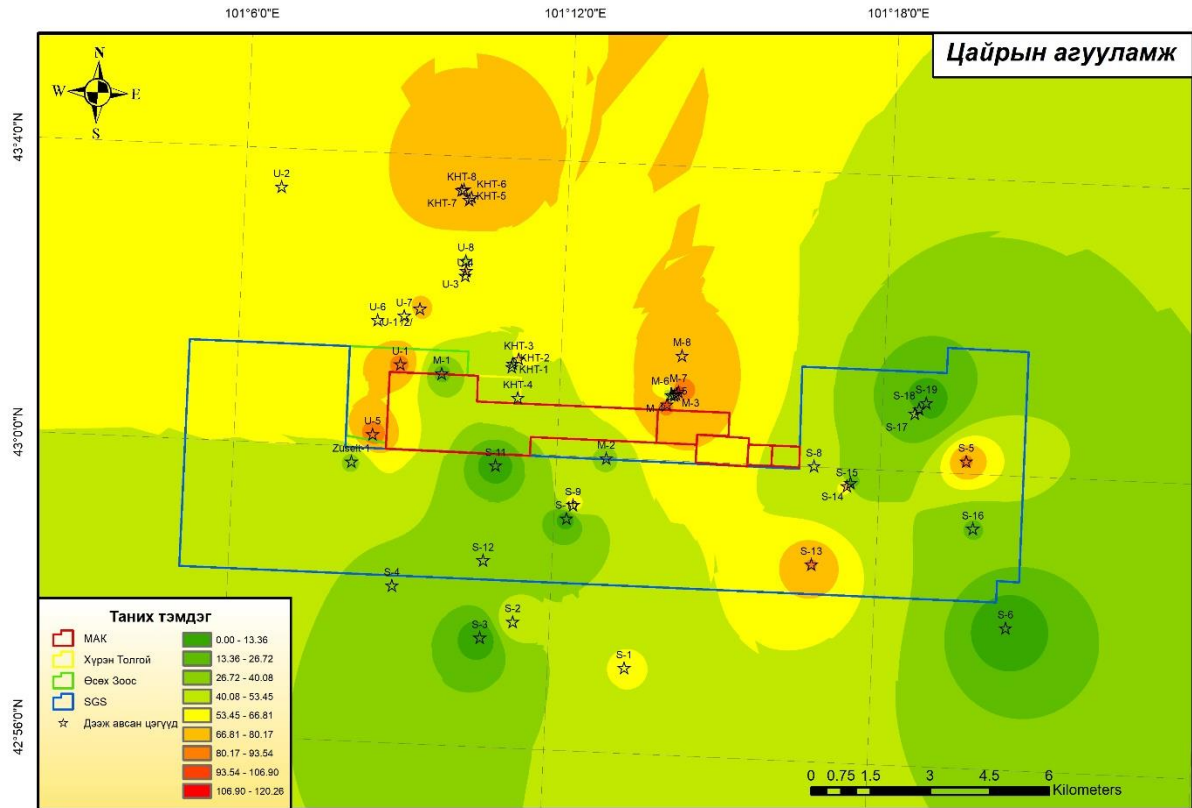 101°6'0"E
101°12'0"E
101°18'0"E
Цайрын агууламж
N
W
E
S
43°4'0"N
43°0'0"N
42°56'0"N
U-2
KHT-8
KHT-6
KHT-5
KHT-7
U-8
U-3
U-7
U-6
U-1 /2/
KHT-3
KHT-2
KHT-1
KHT-4
U-1
M-1
M-8
M-7
M-6
M-3
U-5
Zuselt-1
S-11
M-2
S-9
S-12
S-4
S-2
S-3
S-1
S-8
S-15
S-14
S-13
S-19
S-18
S-17
S-5
S-16
S-6
Таних тэмдэг
МАК
Хүрэн Толгой
Өсөх Зоос
SGS
Дээж авсан цэгүүд
0.00 - 13.36
13.36 - 26.72
26.72 - 40.08
40.08 - 53.45
53.45 - 66.81
66.81 - 80.17
80.17 - 93.54
93.54 - 106.90
106.90 - 120.26
0 0.75 1.5 3 4.5 6
Kilometers